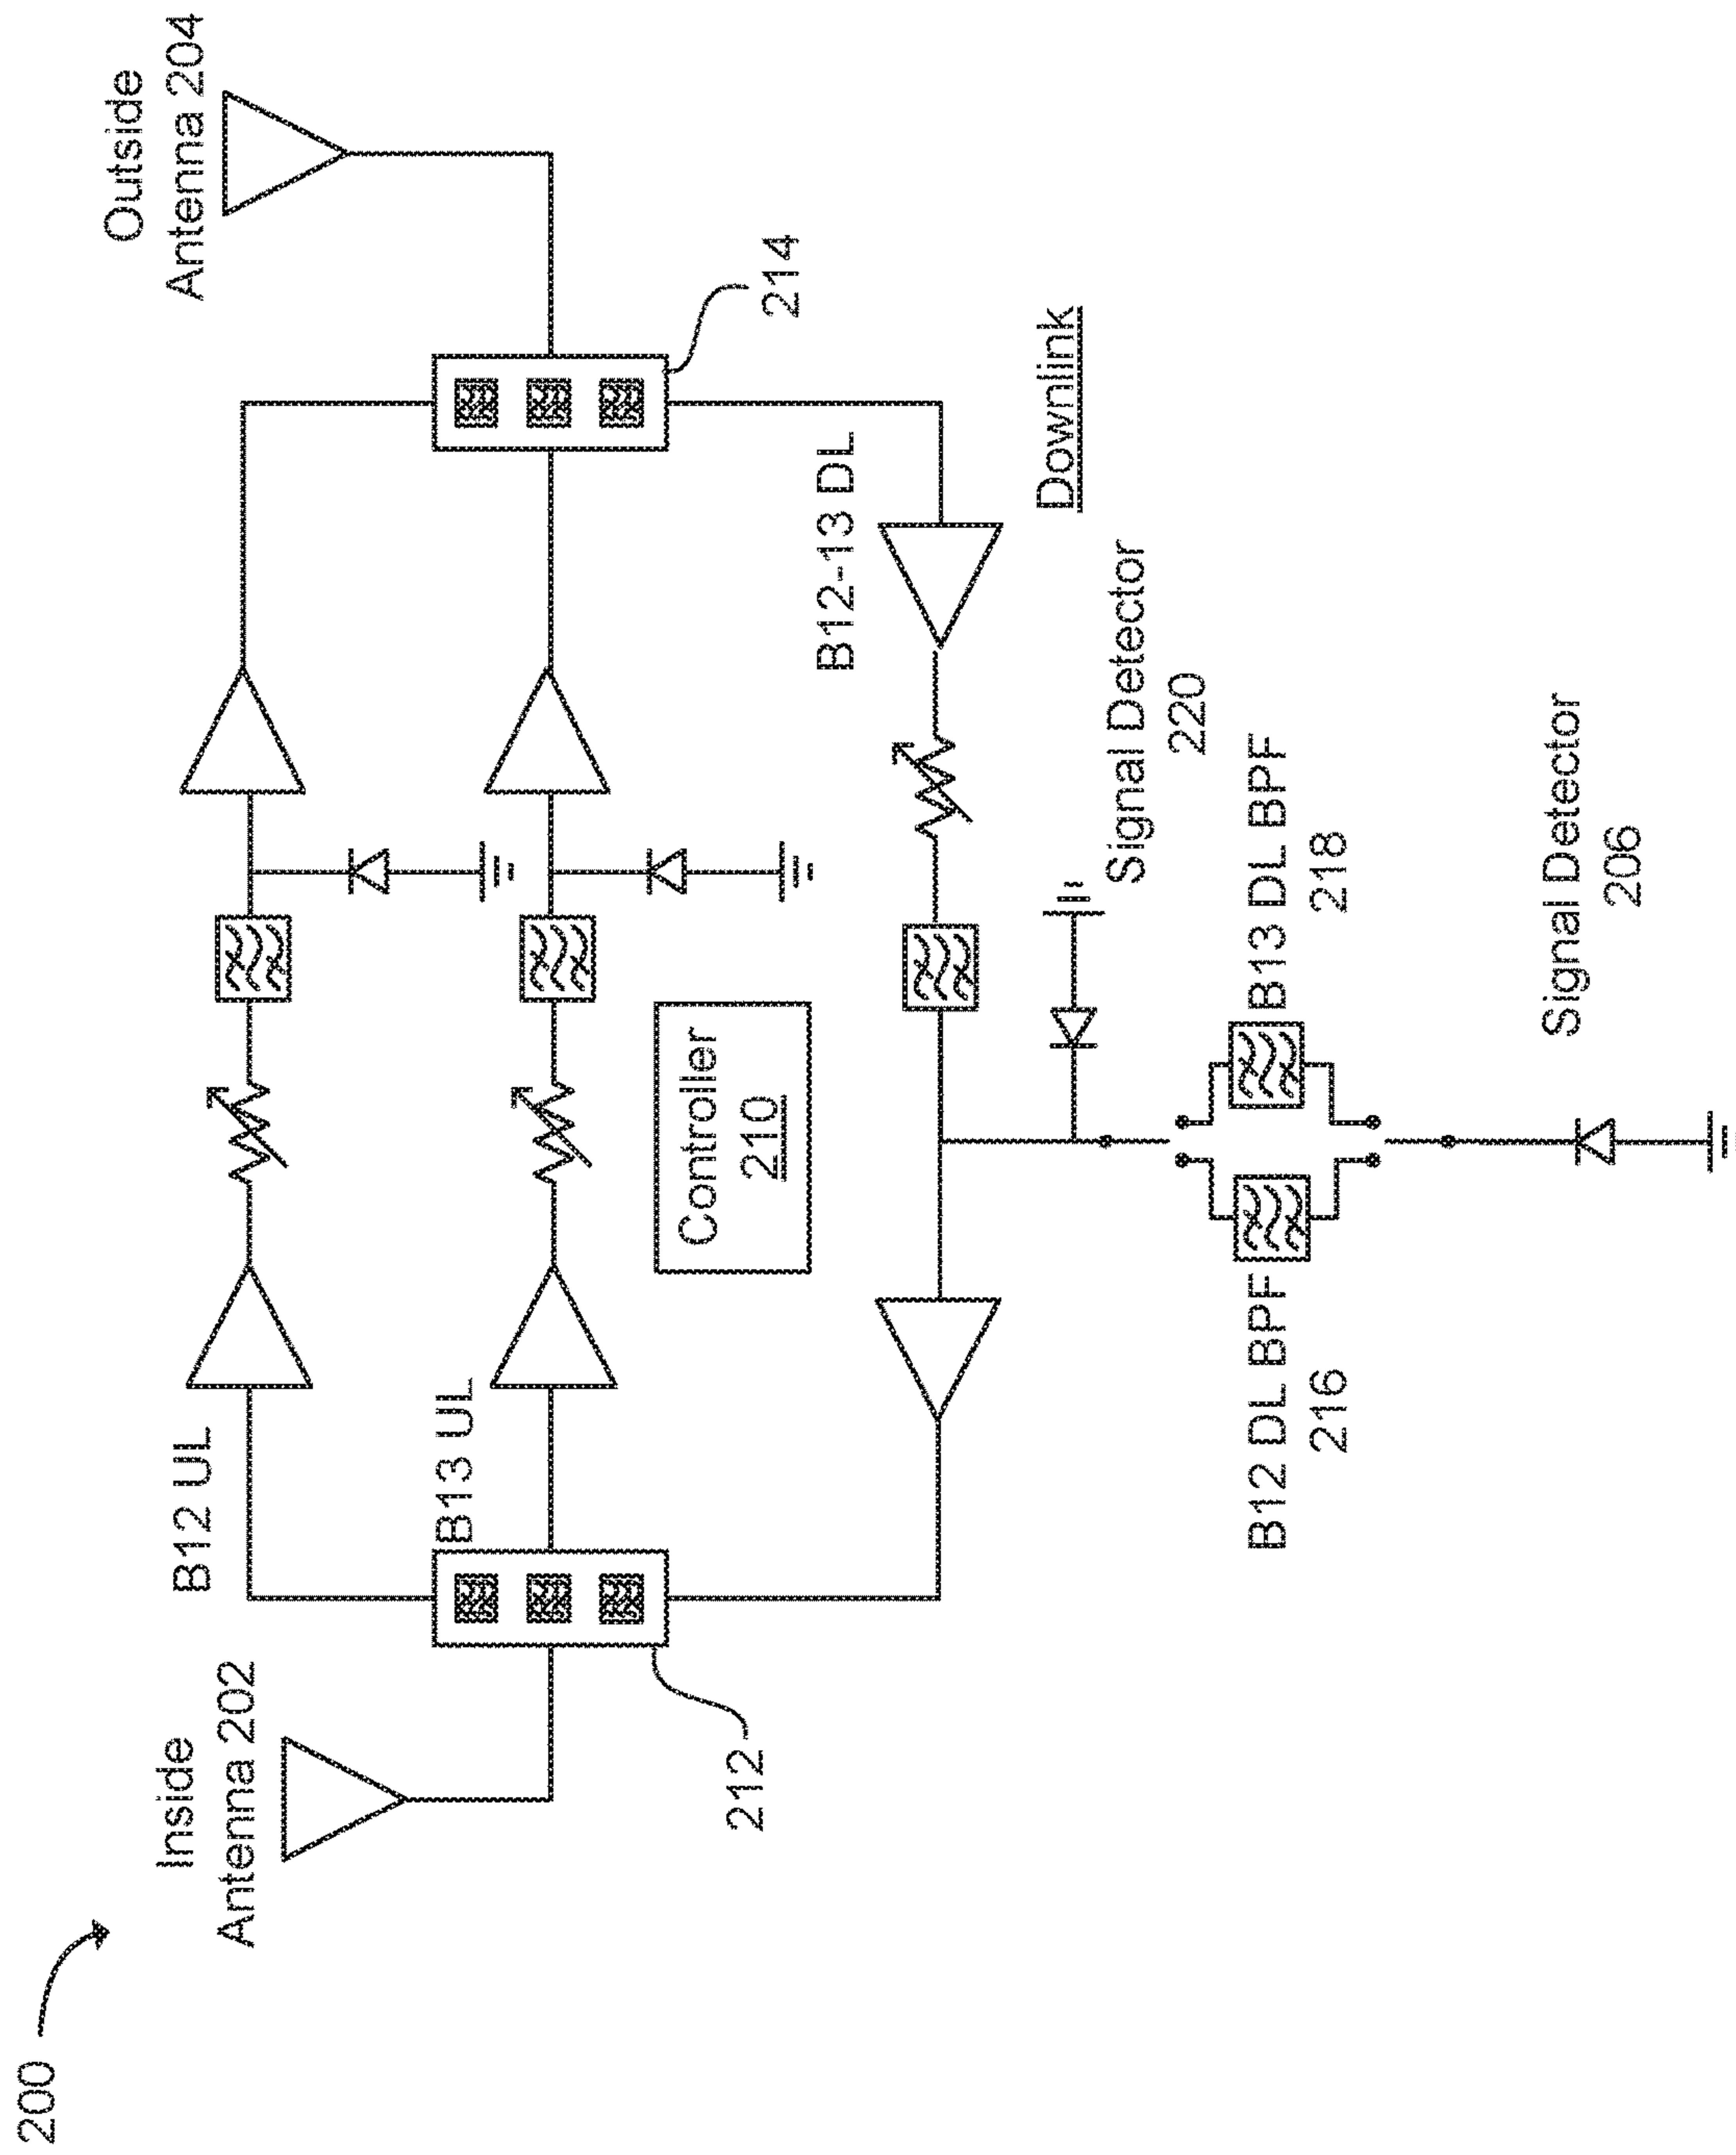 200
Inside
Antenna 202
Outside
Antenna 204
B12 UL
B13 UL
212
214
Controller
210
B12-13 DL
Downlink
Signal Detector
220
B12 DL BPF
216
B13 DL BPF
218
Signal Detector
206